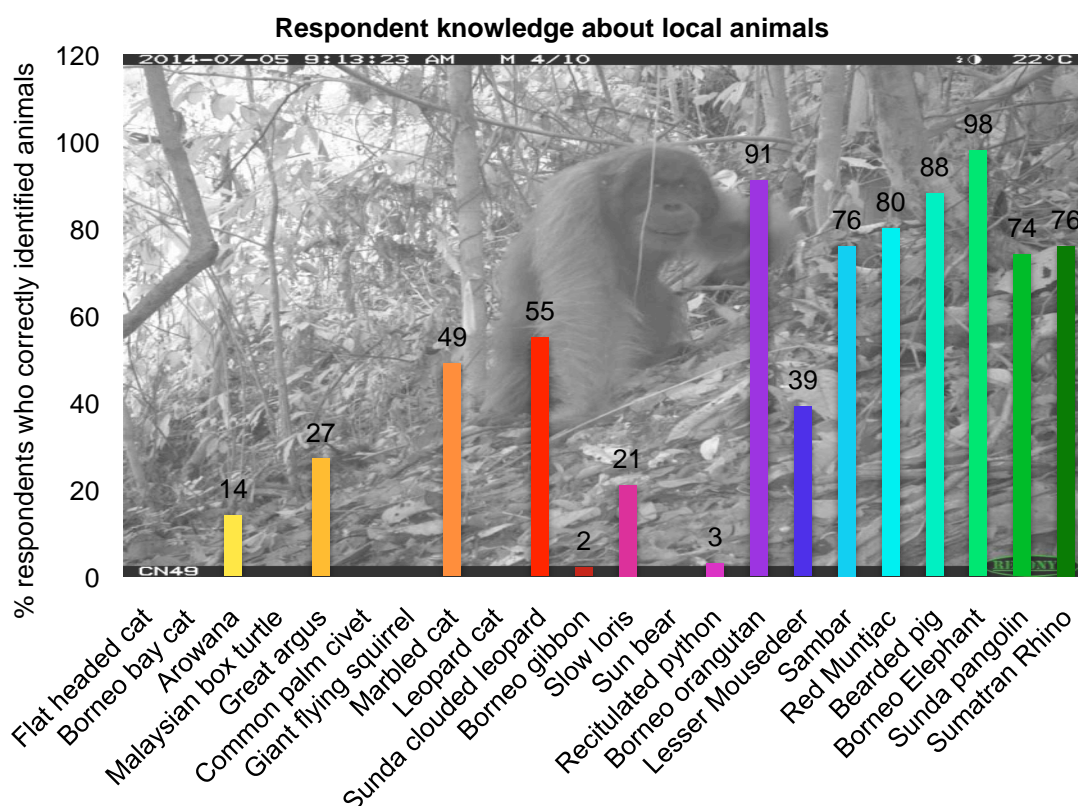 Respondent knowledge about local animals
% respondents who correctly identified animals
120
100
80
60
40
20
0
2014-07-05 9:13:23 AM M 4/10 22°C
14
27
49
55
2
21
3
91
39
76
80
88
98
74
76
CN49
Flat headed cat
Borneo bay cat
Arowana
Malaysian box turtle
Great argus
Common palm civet
Giant flying squirrel
Marbled cat
Leopard cat
Sunda clouded leopard
Borneo gibbon
Slow loris
Sun bear
Recitulated python
Borneo orangutan
Lesser Mousedeer
Sambar
Red Muntjac
Bearded pig
Borneo Elephant
Sunda pangolin
Sumatran Rhino